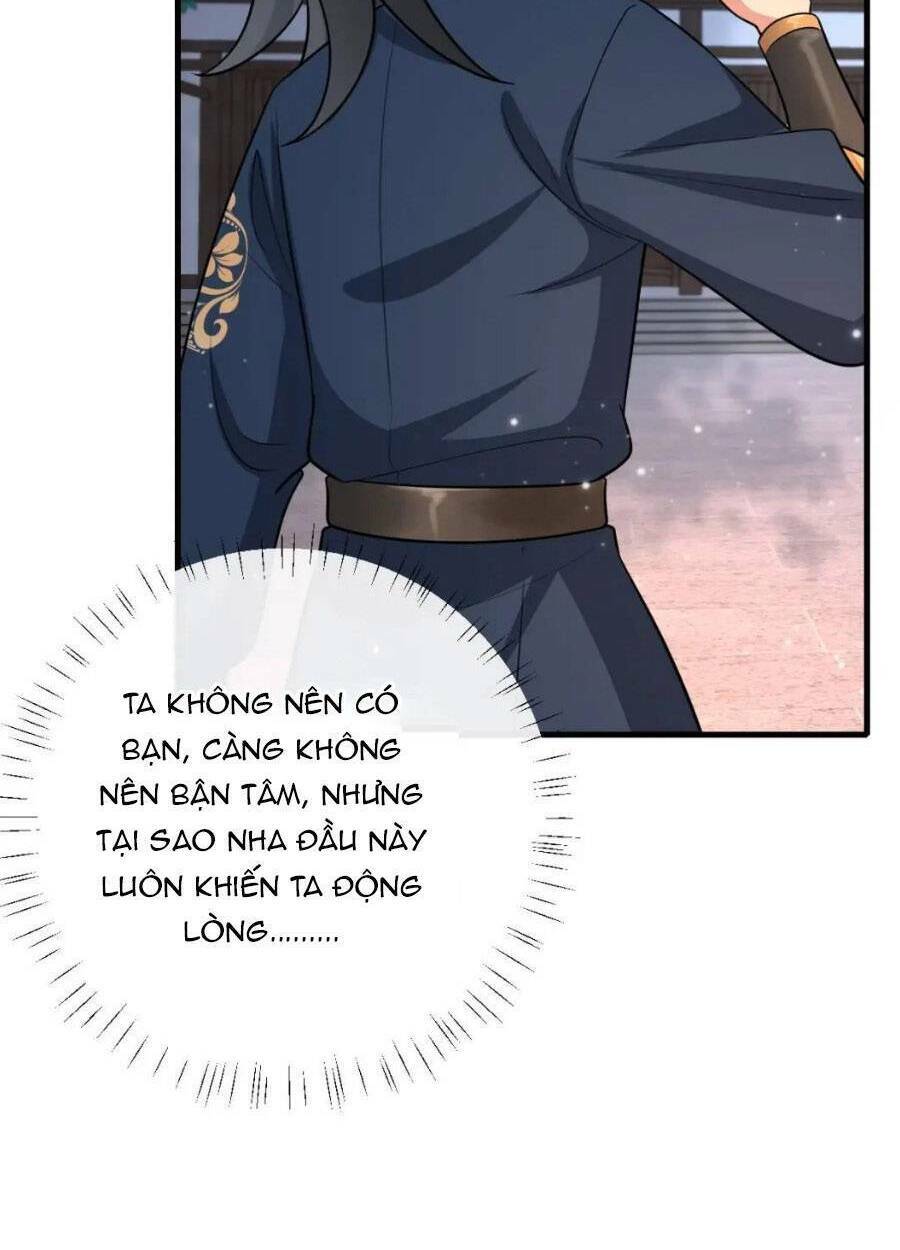 TA KHÔNG NÊN CÓ
BẠN, CÀNG KHÔNG
NÊN BẬN TÂM, NHƯNG
TẠI SAO NHA ĐẦU NÀY
LUÔN KHIẾN TA ĐỘNG
LÒNG.........